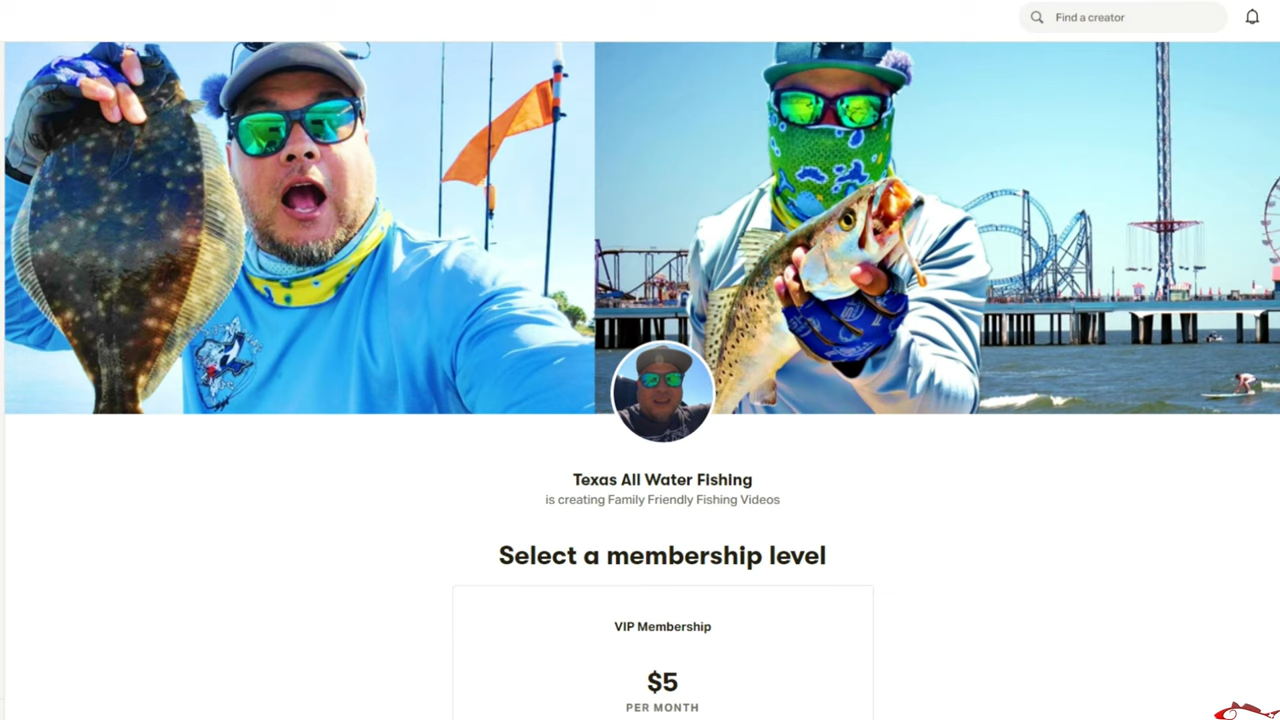 Find a creator
Texas All Water Fishing
is creating Family Friendly Fishing Videos
Select a membership level
VIP Membership
$5
PER MONTH